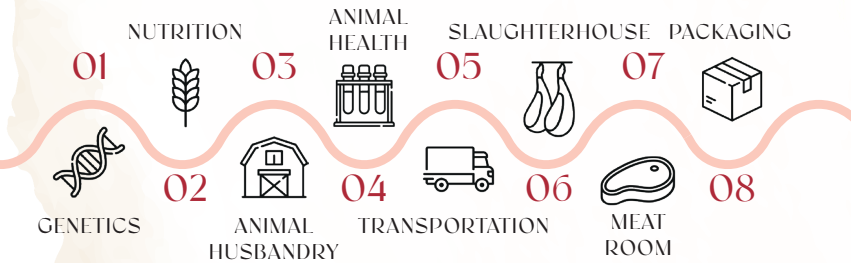 01
GENETICS
NUTRITION
02
03
ANIMAL
HUSBANDRY
ANIMAL
HEALTH
04
05
TRANSPORTATION
SLAUGHTERHOUSE
06
07
MEAT
ROOM
PACKAGING
08